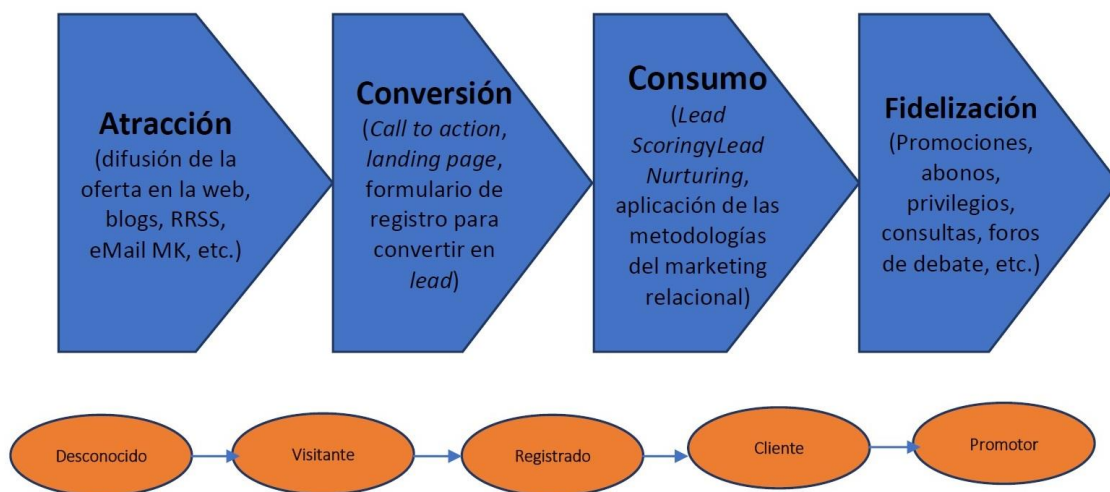 Atracción
(difusión de la
oferta en la web,
blogs, RRSS,
eMail MK, etc.)
Conversión
(Call to action,
landing page,
formulario de
registro para
convertir en
lead)
Consumo
(Lead
ScoringyLead
Nurturing,
aplicación de las
metodologías
del marketing
relacional)
Fidelización
(Promociones,
abonos,
privilegios,
consultas, foros
de debate, etc.)
Desconocido
Visitante
Registrado
Cliente
Promotor